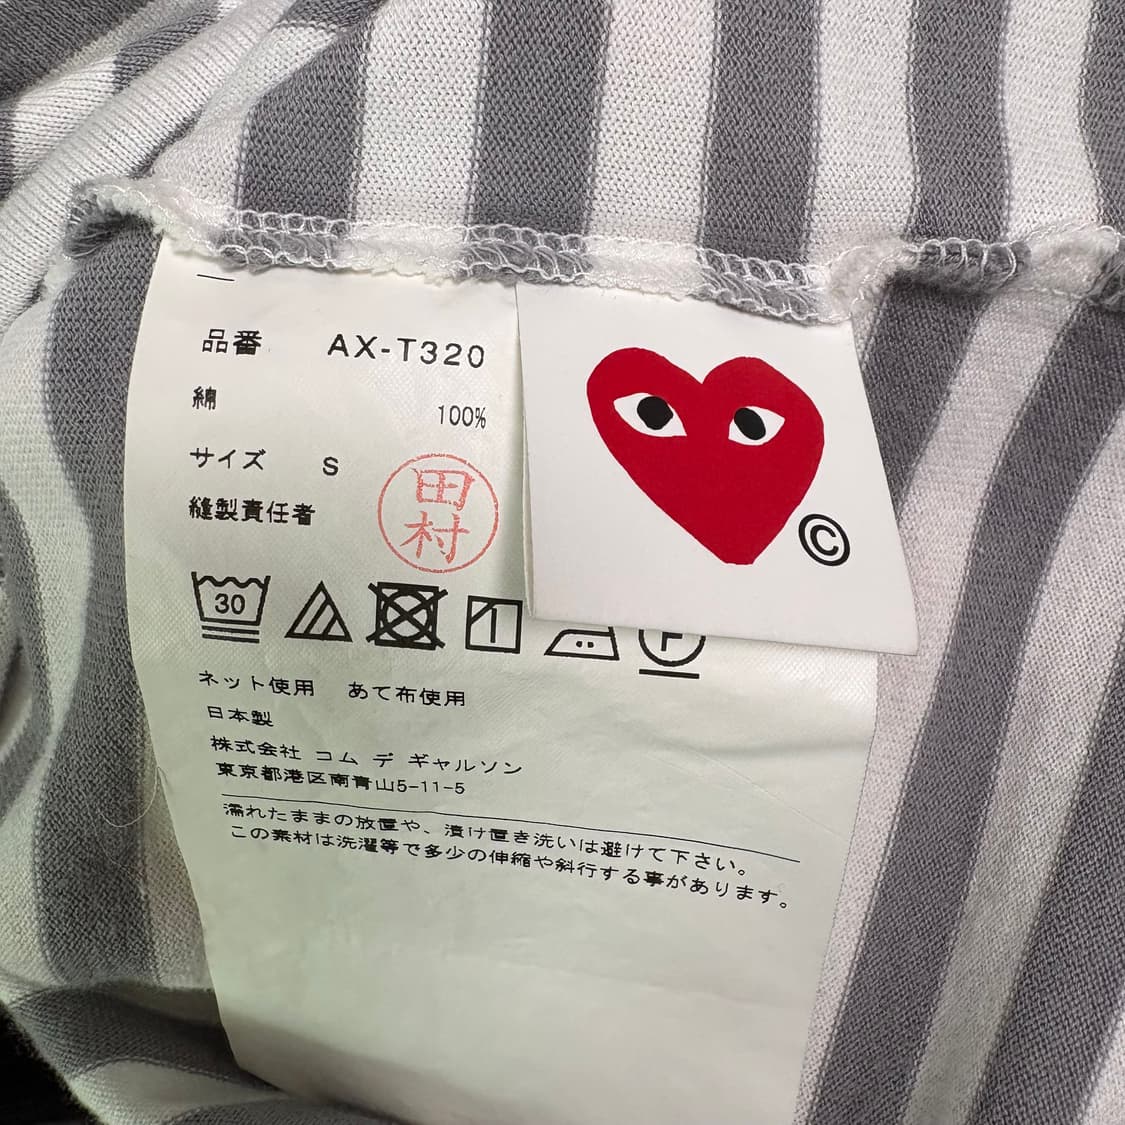 品番 AX-T320
綿 100%
サイズ S
縫製責任者
田村
30
F
ネット使用 あて布使用
日本製
株式会社 コム デ ギャルソン
東京都港区南青山5-11-5
濡れたままの放置や、漬け置き洗いは避けて下さい。
この素材は洗濯等で多少の伸縮や斜行する事があります。
©